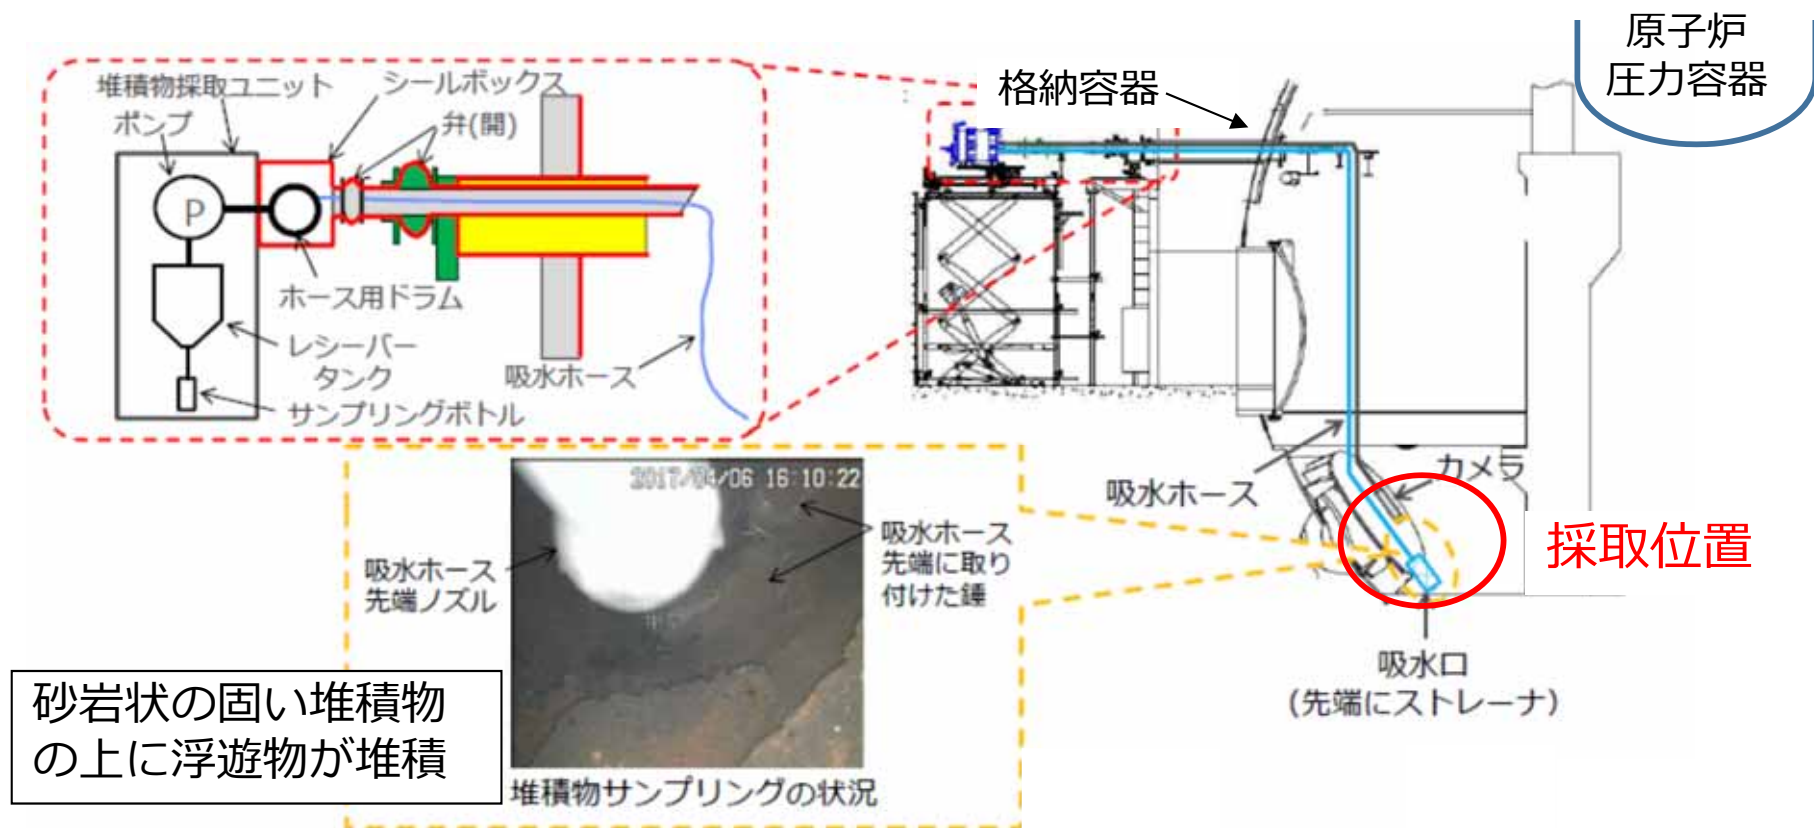 堆積物採取ユニット
シールボックス
ポンプ
弁(開)
P
ホース用ドラム
レシーバー
タンク
サンプリングボトル
吸水ホース
格納容器
原子炉
圧力容器
吸水ホース
カメラ
採取位置
吸水口
(先端にストレーナ)
2017/04/06 16:10:22
吸水ホース
先端ノズル
吸水ホース
先端に取り
付けた錘
堆積物サンプリングの状況
砂岩状の固い堆積物
の上に浮遊物が堆積